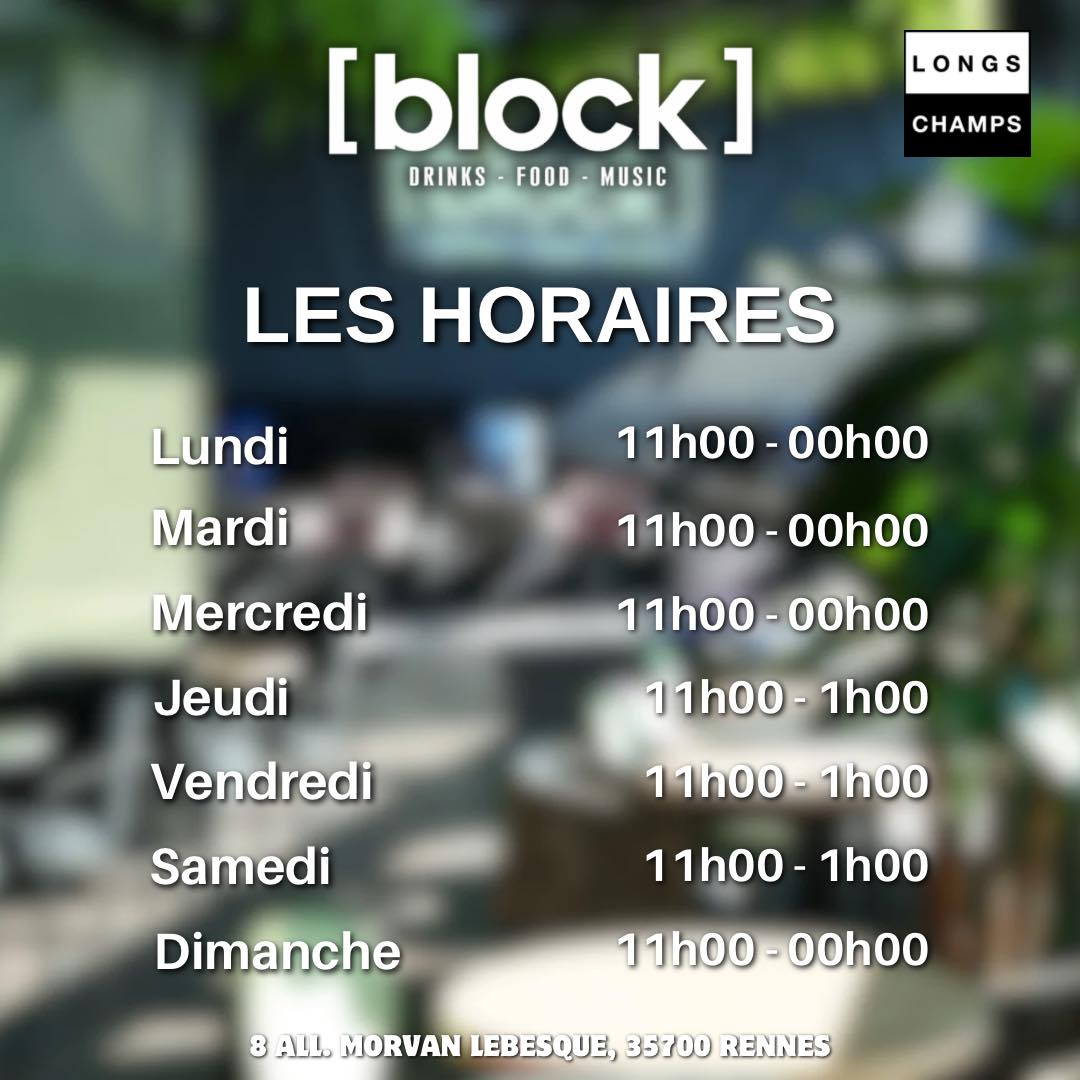 [block]
DRINKS - FOOD - MUSIC
LONGS
CHAMPS
LES HORAIRES
Lundi 11h00 - 00h00
Mardi 11h00 - 00h00
Mercredi 11h00 - 00h00
Jeudi 11h00 - 1h00
Vendredi 11h00 - 1h00
Samedi 11h00 - 1h00
Dimanche 11h00 - 00h00
8 ALL. MORVAN LEBESQUE, 35700 RENNES